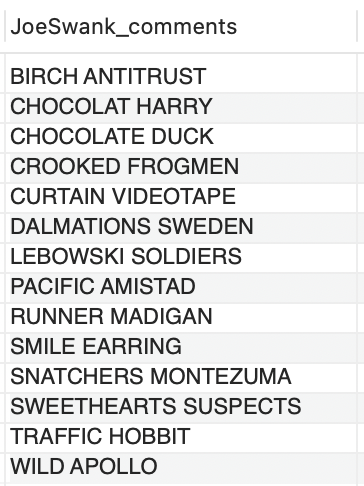 JoeSwank_comments
BIRCH ANTITRUST
CHOCOLAT HARRY
CHOCOLATE DUCK
CROOKED FROGMEN
CURTAIN VIDEOTAPE
DALMATIONS SWEDEN
LEBOWSKI SOLDIERS
PACIFIC AMISTAD
RUNNER MADIGAN
SMILE EARRING
SNATCHERS MONTEZUMA
SWEETHEARTS SUSPECTS
TRAFFIC HOBBIT
WILD APOLLO